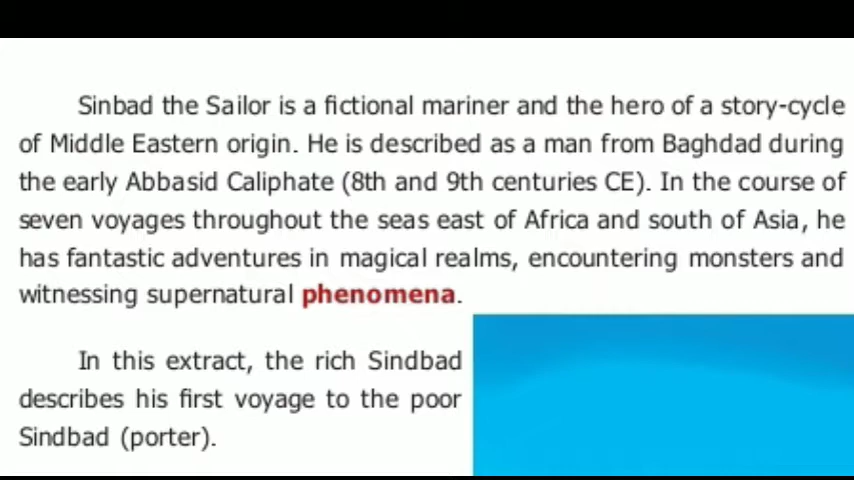 Sinbad the Sailor is a fictional mariner and the hero of a story-cycle
of Middle Eastern origin. He is described as a man from Baghdad during
the early Abbasid Caliphate (8th and 9th centuries CE). In the course of
seven voyages throughout the seas east of Africa and south of Asia, he
has fantastic adventures in magical realms, encountering monsters and
witnessing supernatural phenomena.
In this extract, the rich Sindbad
describes his first voyage to the poor
Sindbad (porter).